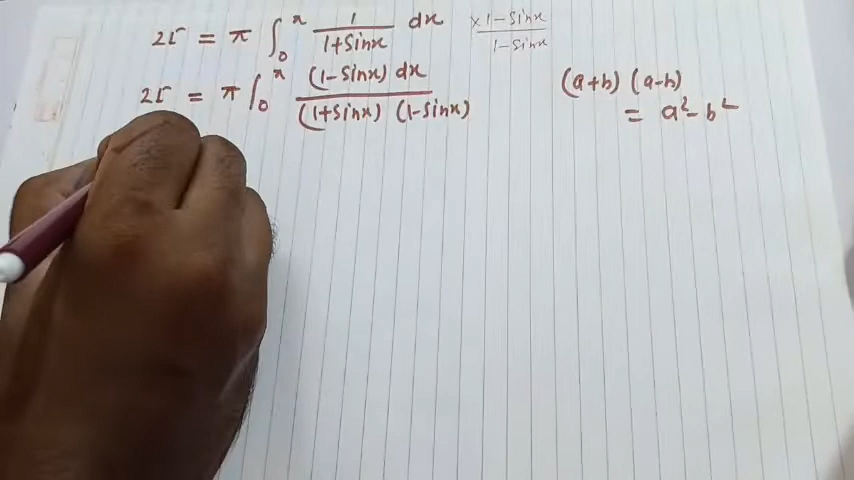 2I = π ∫₀^π 1/(1+sinx) dx × (1-sinx)/(1-sinx)
2I = π ∫₀^π (1-sinx) dx / (1+sinx) (1-sinx)
(a+b) (a-b)
= a²-b²